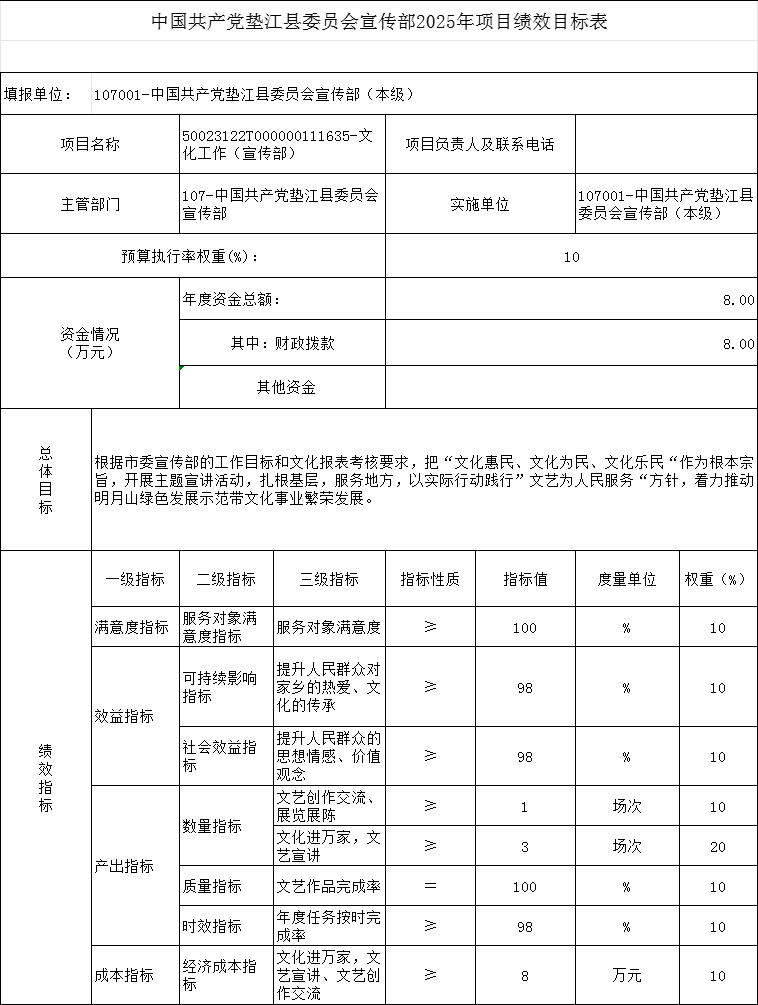 中国共产党垫江县委员会宣传部2025年项目绩效目标表
填报单位： 107001-中国共产党垫江县委员会宣传部（本级）
项目名称
50023122T000000111635-文
化工作（宣传部）
项目负责人及联系电话
主管部门
107-中国共产党垫江县委员会
宣传部
实施单位
107001-中国共产党垫江县
委员会宣传部（本级）
预算执行率权重(%)： 10
资金情况
（万元）
年度资金总额： 8.00
其中：财政拨款 8.00
其他资金
总
体
目
标
根据市委宣传部的工作目标和文化报表考核要求，把“文化惠民、文化为民、文化乐民“作为根本宗
旨，开展主题宣讲活动，扎根基层，服务地方，以实际行动践行”文艺为人民服务“方针，着力推动
明月山绿色发展示范带文化事业繁荣发展。
绩
效
指
标
一级指标 二级指标 三级指标 指标性质 指标值 度量单位 权重（%）
满意度指标
服务对象满
意度指标
服务对象满意度 ≥ 100 % 10
效益指标
可持续影响
指标
提升人民群众对
家乡的热爱、文
化的传承
≥ 98 % 10
社会效益指
标
提升人民群众的
思想情感、价值
观念
≥ 98 % 10
产出指标
数量指标
文艺创作交流、
展览展陈
≥ 1 场次 10
文化进万家，文
艺宣讲
≥ 3 场次 20
质量指标 文艺作品完成率 ＝ 100 % 10
时效指标
年度任务按时完
成率
≥ 98 % 10
成本指标
经济成本指
标
文化进万家，文
艺宣讲、文艺创
作交流
≥ 8 万元 10